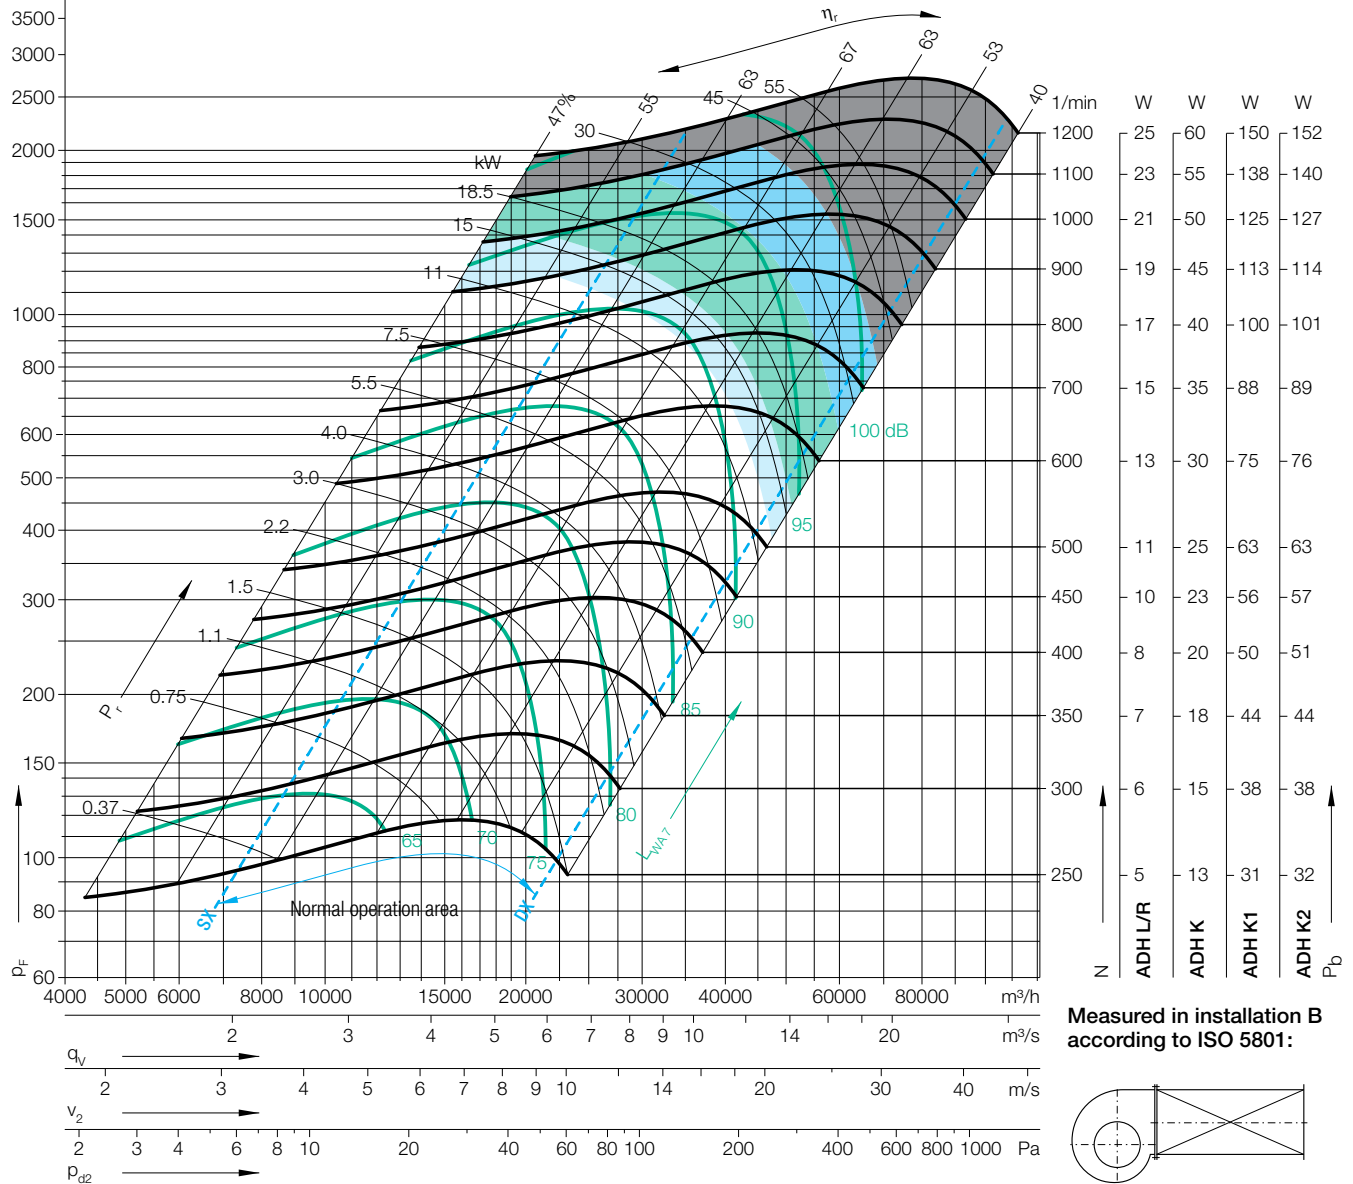 3500
3000
2500
2000
1500
1000
800
600
500
400
300
200
150
100
80
60
p_F
η_r
47%
55
63
67
63
53
40
kW
55
45
30
18.5
15
11
7.5
5.5
4.0
3.0
2.2
1.5
1.1
0.75
0.37
P_r
100 dB
95
90
85
80
75
70
65
L_WA7
SX
DX
Normal operation area
1/min W W W W
1200 25 60 150 152
1100 23 55 138 140
1000 21 50 125 127
900 19 45 113 114
800 17 40 100 101
700 15 35 88 89
600 13 30 75 76
500 11 25 63 63
450 10 23 56 57
400 8 20 50 51
350 7 18 44 44
300 6 15 38 38
250 5 13 31 32
N
ADH L/R
ADH K
ADH K1
ADH K2
P_b
4000 5000 6000 8000 10000 15000 20000 30000 40000 60000 80000 m³/h
2 3 4 5 6 7 8 9 10 14 20 m³/s
q_V
2 3 4 5 6 7 8 9 10 14 20 30 40 m/s
v_2
2 3 4 6 8 10 20 40 60 80 100 200 400 600 800 1000 Pa
p_d2
Measured in installation B
according to ISO 5801: